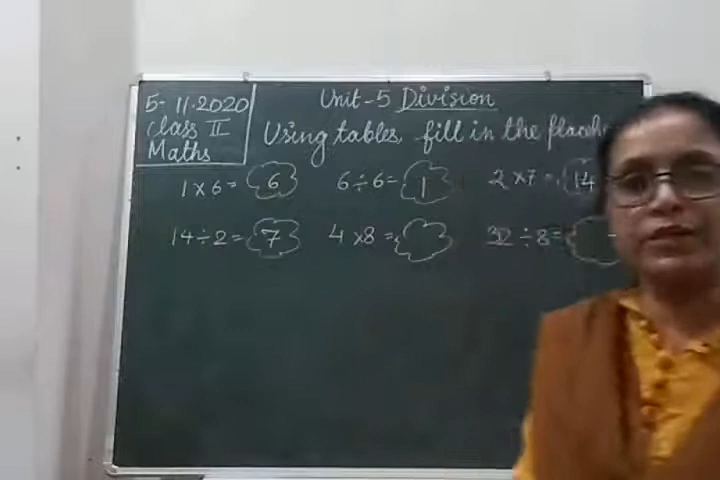 5-11.2020
Class II
Maths
Unit-5 Division
Using tables, fill in the
1 x 6 = 6 6 ÷ 6 = 1 2 x 7 = 14
14 ÷ 2 = 7 4 x 8 = 32 ÷ 8 =